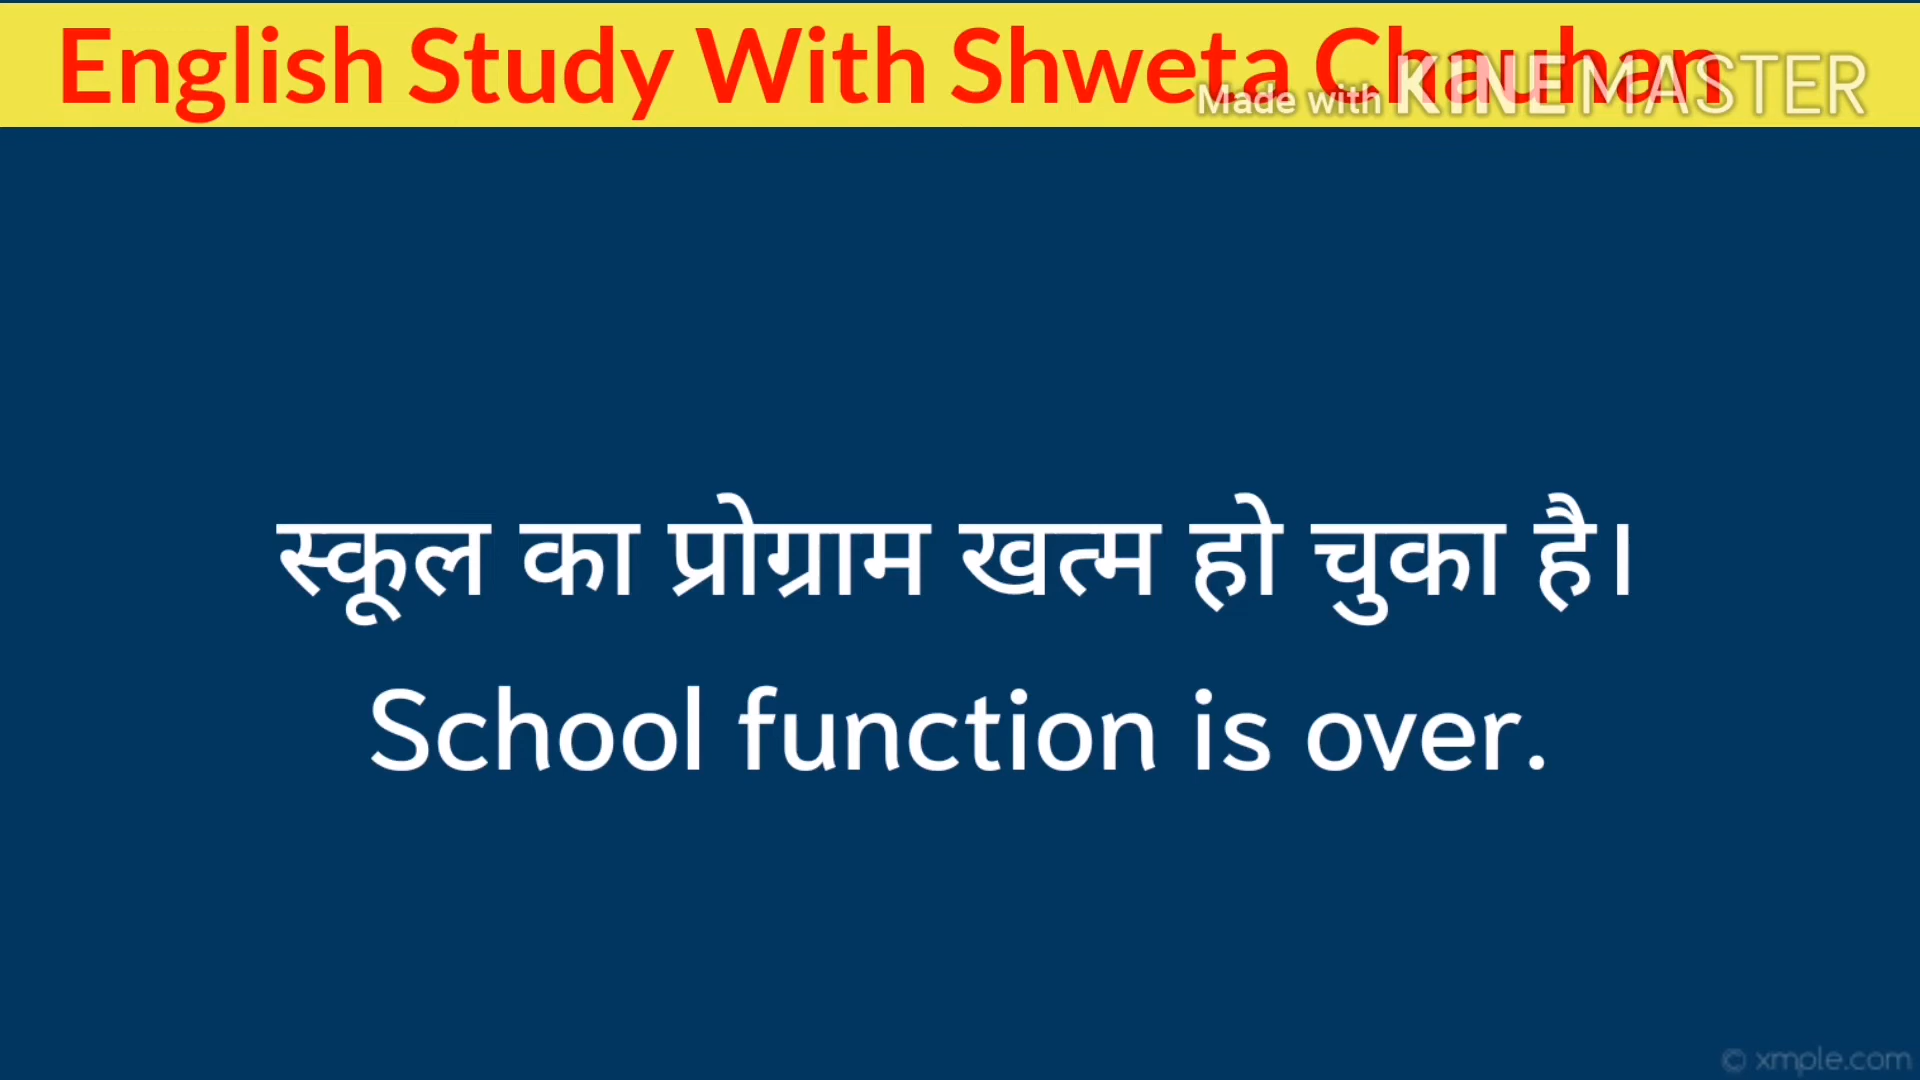 English Study With Shweta Chauhan
Made with KINEMASTER
स्कूल का प्रोग्राम खत्म हो चुका है।
School function is over.
© xmple.com